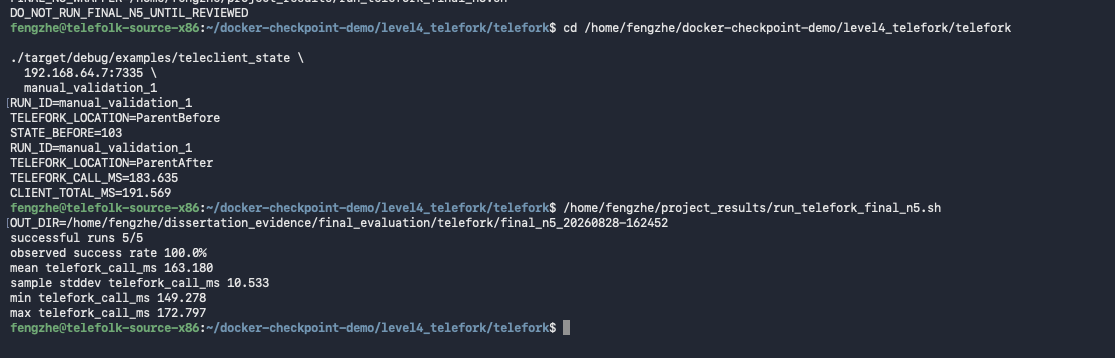 DO_NOT_RUN_FINAL_N5_UNTIL_REVIEWED
fengzhe@telefolk-source-x86:~/docker-checkpoint-demo/level4_telefork/telefork$ cd /home/fengzhe/docker-checkpoint-demo/level4_telefork/telefork
./target/debug/examples/teleclient_state \
192.168.64.7:7335 \
manual_validation_1
RUN_ID=manual_validation_1
TELEFORK_LOCATION=ParentBefore
STATE_BEFORE=103
RUN_ID=manual_validation_1
TELEFORK_LOCATION=ParentAfter
TELEFORK_CALL_MS=183.635
CLIENT_TOTAL_MS=191.569
fengzhe@telefolk-source-x86:~/docker-checkpoint-demo/level4_telefork/telefork$ /home/fengzhe/project_results/run_telefork_final_n5.sh
OUT_DIR=/home/fengzhe/dissertation_evidence/final_evaluation/telefork/final_n5_20260828-162452
successful runs 5/5
observed success rate 100.0%
mean telefork_call_ms 163.180
sample stddev telefork_call_ms 10.533
min telefork_call_ms 149.278
max telefork_call_ms 172.797
fengzhe@telefolk-source-x86:~/docker-checkpoint-demo/level4_telefork/telefork$